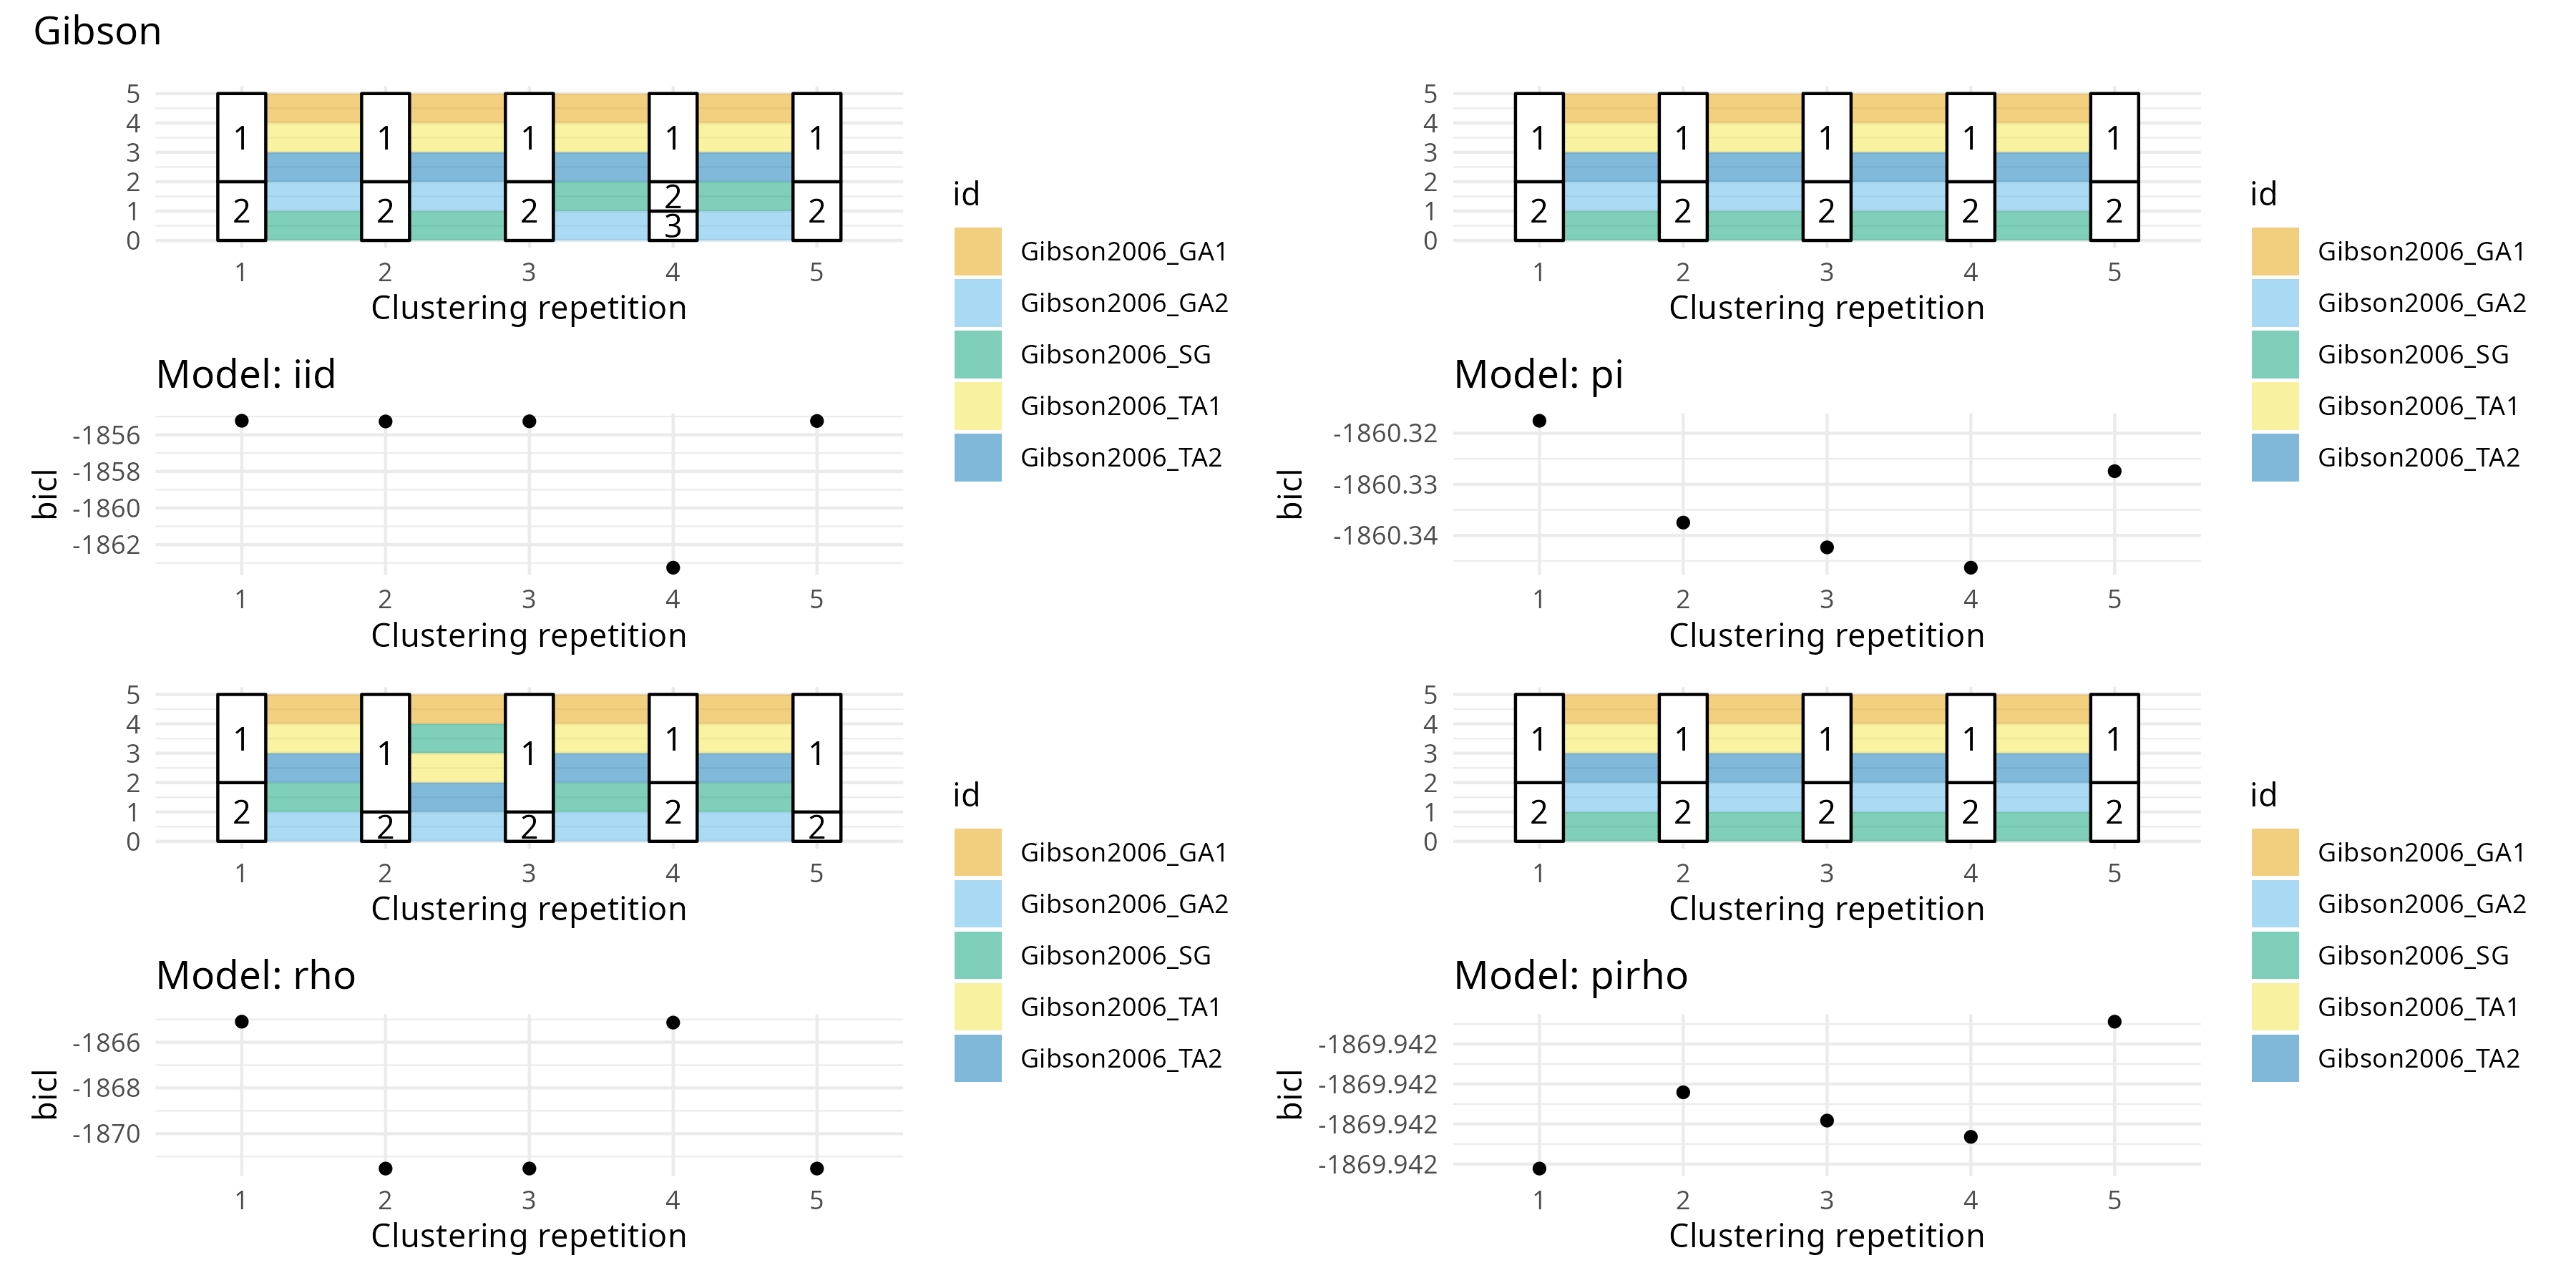 Gibson
5
4
3
2
1
0
1
2
1
2
1
2
1
2
3
1
2
1
2
3
4
5
Clustering repetition
id
Gibson2006_GA1
Gibson2006_GA2
Gibson2006_SG
Gibson2006_TA1
Gibson2006_TA2
Model: iid
bicl
-1856
-1858
-1860
-1862
1
2
3
4
5
Clustering repetition
5
4
3
2
1
0
1
2
1
2
1
2
1
2
1
2
1
2
3
4
5
Clustering repetition
id
Gibson2006_GA1
Gibson2006_GA2
Gibson2006_SG
Gibson2006_TA1
Gibson2006_TA2
Model: pi
bicl
-1860.32
-1860.33
-1860.34
1
2
3
4
5
Clustering repetition
5
4
3
2
1
0
1
2
1
2
1
2
1
2
1
2
1
2
3
4
5
Clustering repetition
id
Gibson2006_GA1
Gibson2006_GA2
Gibson2006_SG
Gibson2006_TA1
Gibson2006_TA2
Model: rho
bicl
-1866
-1868
-1870
1
2
3
4
5
Clustering repetition
5
4
3
2
1
0
1
2
1
2
1
2
1
2
1
2
1
2
3
4
5
Clustering repetition
id
Gibson2006_GA1
Gibson2006_GA2
Gibson2006_SG
Gibson2006_TA1
Gibson2006_TA2
Model: pirho
bicl
-1869.942
-1869.942
-1869.942
-1869.942
1
2
3
4
5
Clustering repetition